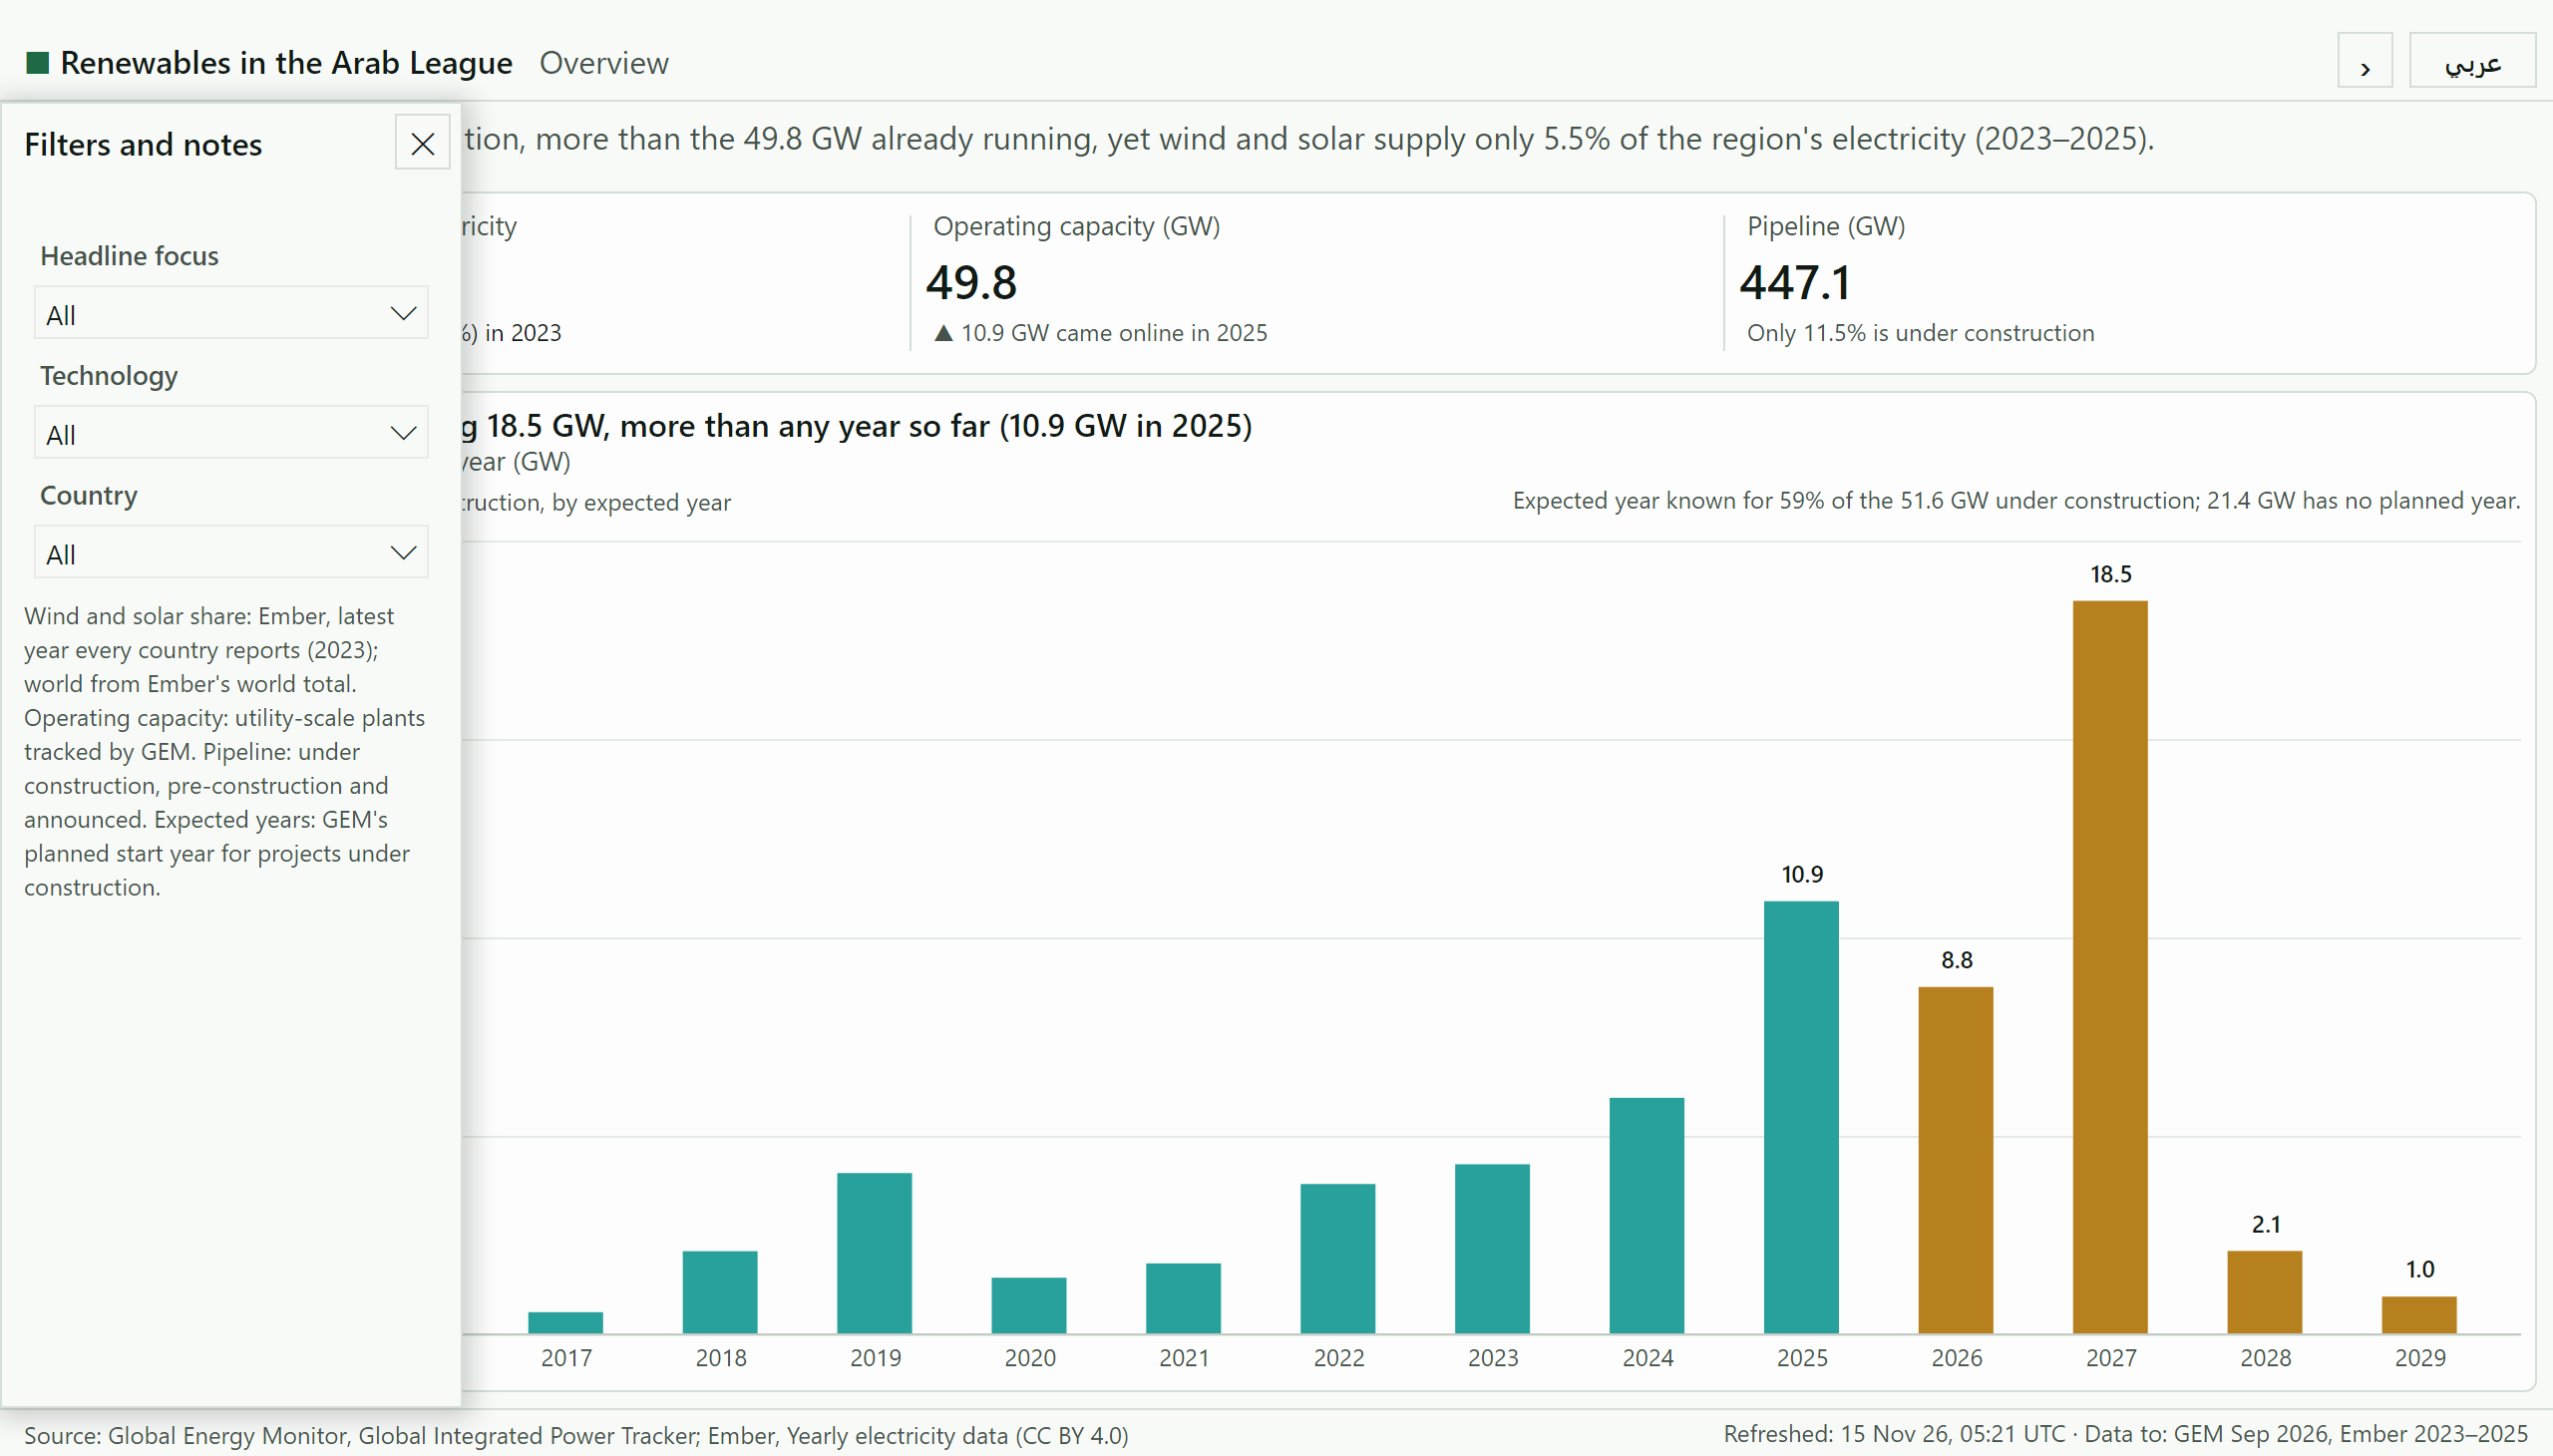 Renewables in the Arab League Overview
› عربي
Filters and notes
tion, more than the 49.8 GW already running, yet wind and solar supply only 5.5% of the region's electricity (2023–2025).
Headline focus
All
Technology
All
Country
All
Wind and solar share: Ember, latest
year every country reports (2023);
world from Ember's world total.
Operating capacity: utility-scale plants
tracked by GEM. Pipeline: under
construction, pre-construction and
announced. Expected years: GEM's
planned start year for projects under
construction.
ricity
%) in 2023
Operating capacity (GW)
49.8
▲ 10.9 GW came online in 2025
Pipeline (GW)
447.1
Only 11.5% is under construction
g 18.5 GW, more than any year so far (10.9 GW in 2025)
year (GW)
truction, by expected year
Expected year known for 59% of the 51.6 GW under construction; 21.4 GW has no planned year.
10.9
8.8
18.5
2.1
1.0
2017 2018 2019 2020 2021 2022 2023 2024 2025 2026 2027 2028 2029
Source: Global Energy Monitor, Global Integrated Power Tracker; Ember, Yearly electricity data (CC BY 4.0)
Refreshed: 15 Nov 26, 05:21 UTC · Data to: GEM Sep 2026, Ember 2023–2025